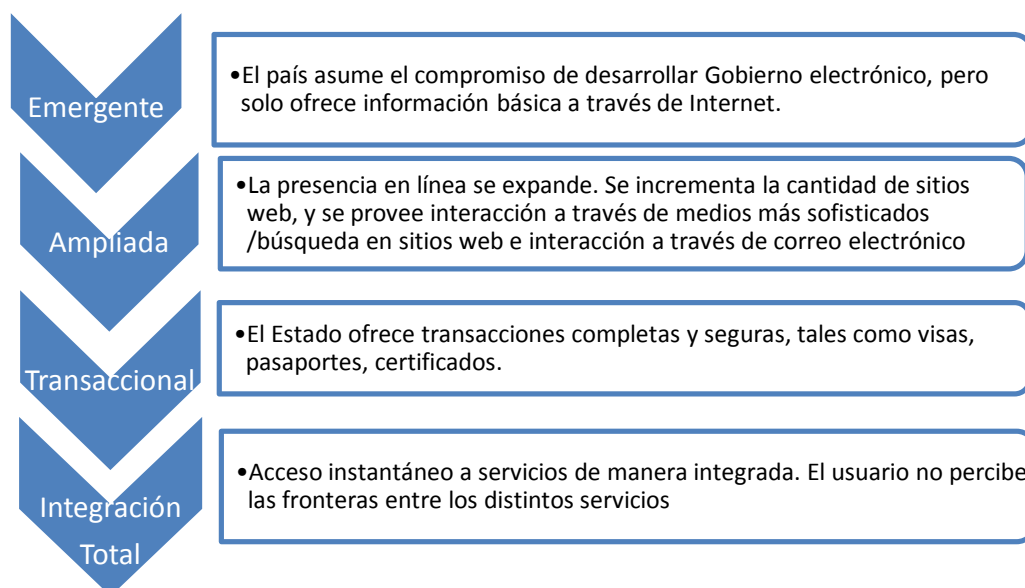 Emergente
•El país asume el compromiso de desarrollar Gobierno electrónico, pero
solo ofrece información básica a través de Internet.
Ampliada
•La presencia en línea se expande. Se incrementa la cantidad de sitios
web, y se provee interacción a través de medios más sofisticados
/búsqueda en sitios web e interacción a través de correo electrónico
Transaccional
•El Estado ofrece transacciones completas y seguras, tales como visas,
pasaportes, certificados.
Integración
Total
•Acceso instantáneo a servicios de manera integrada. El usuario no percibe
las fronteras entre los distintos servicios